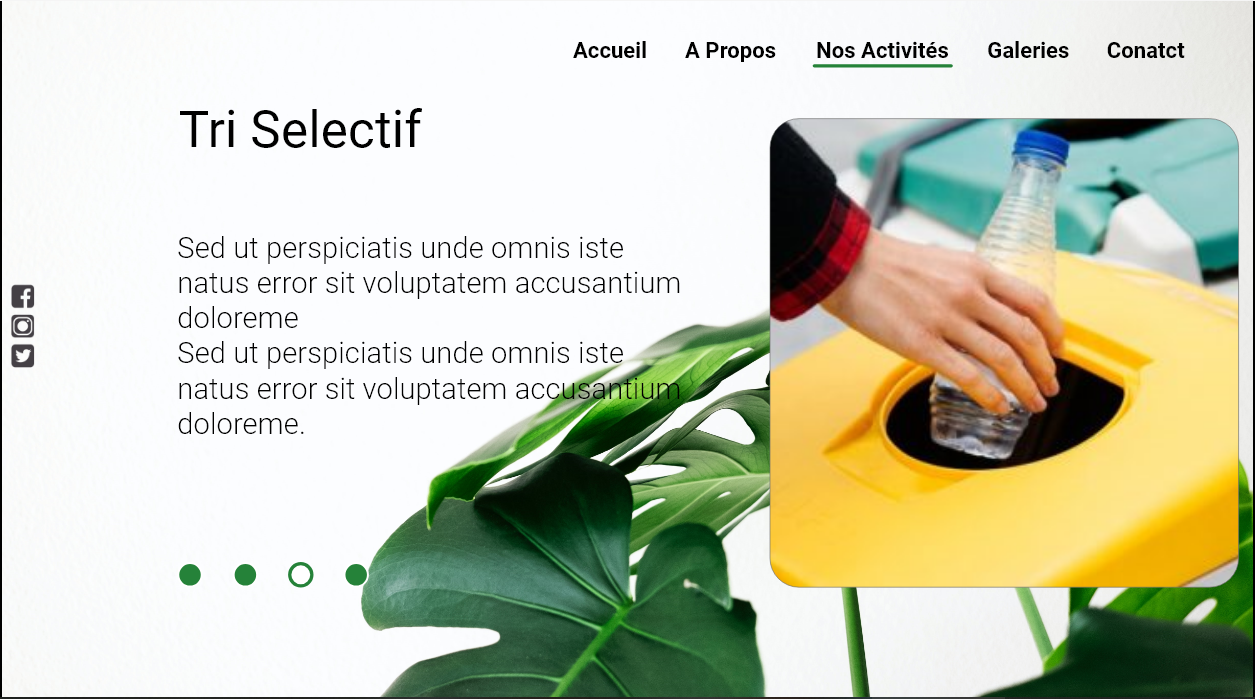 Accueil A Propos Nos Activités Galeries Conatct
Tri Selectif
Sed ut perspiciatis unde omnis iste
natus error sit voluptatem accusantium
doloreme
Sed ut perspiciatis unde omnis iste
natus error sit voluptatem accusantium
doloreme.